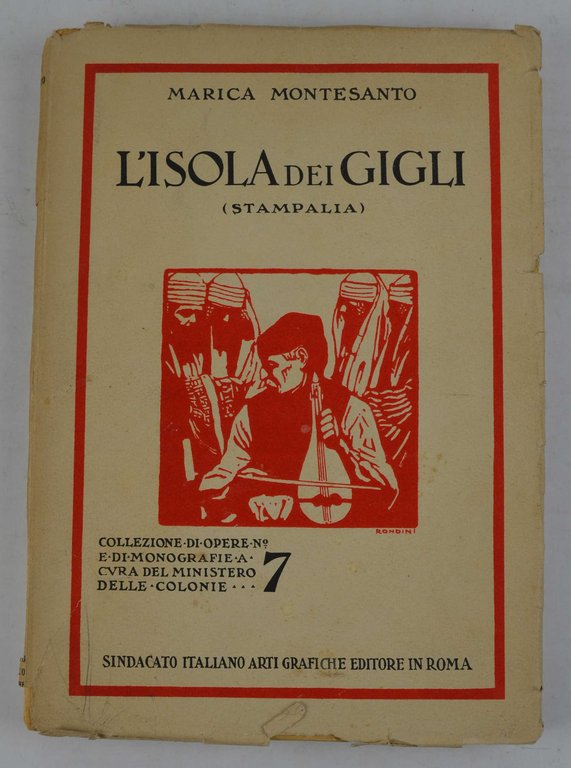 MARICA MONTESANTO
L'ISOLA DEI GIGLI
(STAMPALIA)
RONDINI
COLLEZIONE·DI·OPERE·Nº
E·DI·MONOGRAFIE·A·
CVRA DEL MINISTERO
DELLE·COLONIE··· 7
SINDACATO ITALIANO ARTI GRAFICHE EDITORE IN ROMA